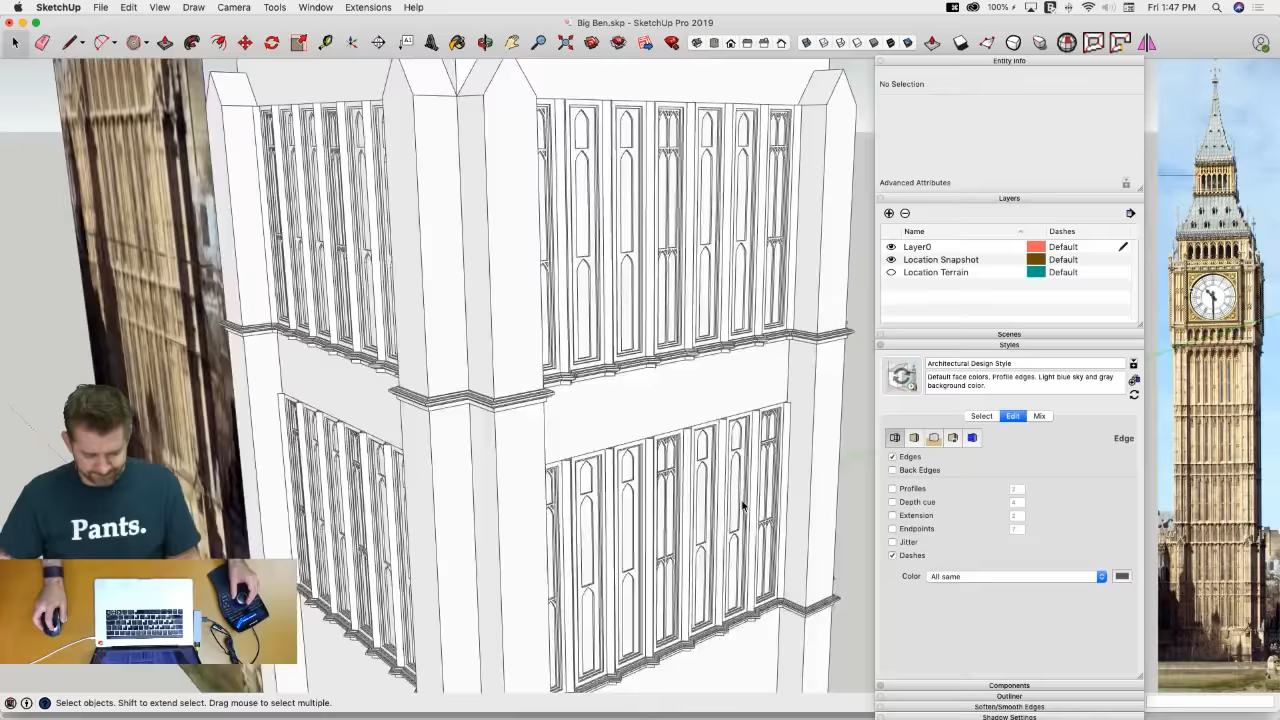 SketchUp File Edit View Draw Camera Tools Window Extensions Help
100% Fri 1:47 PM
Big Ben.skp - SketchUp Pro 2019
Entity Info
No Selection
Advanced Attributes
Layers
Name Dashes
Layer0 Default
Location Snapshot Default
Location Terrain Default
Scenes
Styles
Architectural Design Style
Default face colors. Profile edges. Light blue sky and gray
background color.
Select Edit Mix
Edge
Edges
Back Edges
Profiles 2
Depth cue 4
Extension
Endpoints 7
Jitter
Dashes
Color All same
Components
Outliner
Soften/Smooth Edges
Shadow Settings
Pants.
Select objects. Shift to extend select. Drag mouse to select multiple.